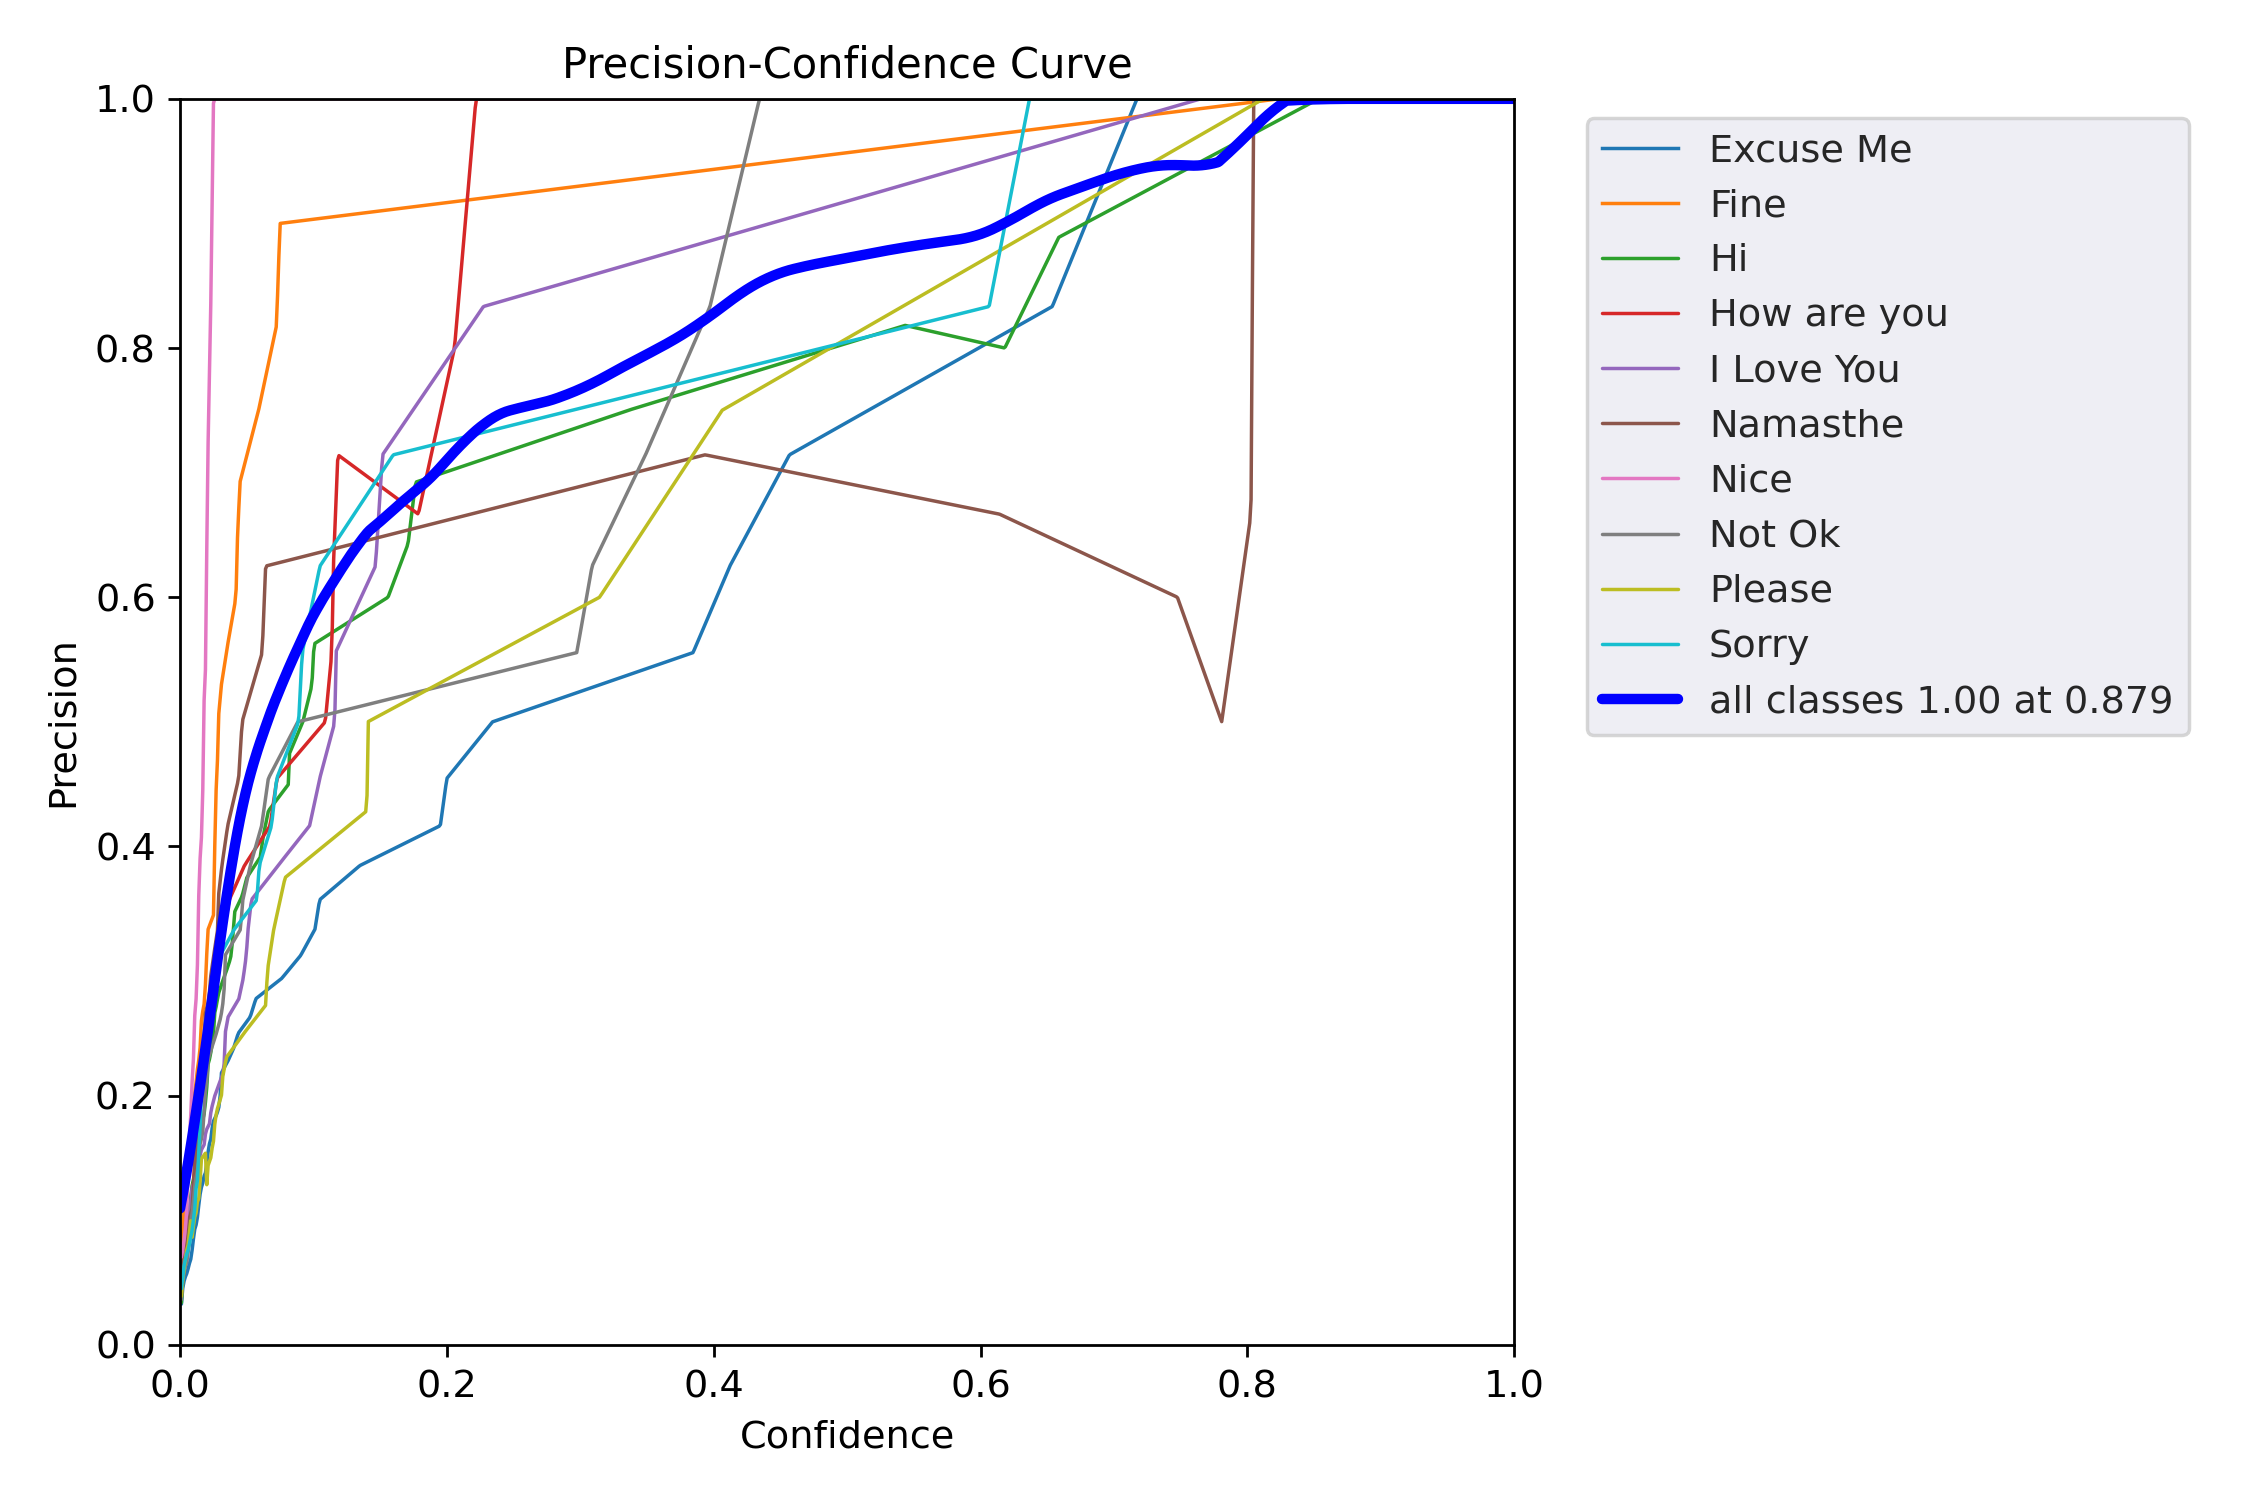 Precision-Confidence Curve
1.0
0.8
0.6
0.4
0.2
0.0
Precision
0.0 0.2 0.4 0.6 0.8 1.0
Confidence
Excuse Me
Fine
Hi
How are you
I Love You
Namasthe
Nice
Not Ok
Please
Sorry
all classes 1.00 at 0.879